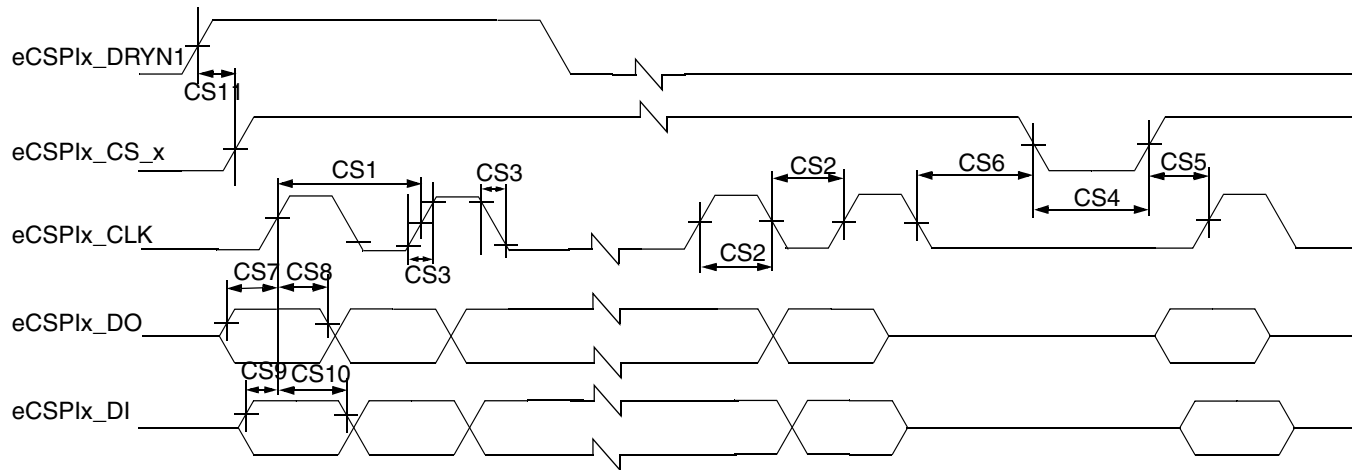 eCSPIx_DRYN1
CS11
eCSPIx_CS_x
CS1
CS3
CS2
CS6
CS5
CS4
eCSPIx_CLK
CS3
CS2
CS7
CS8
eCSPIx_DO
CS9
CS10
eCSPIx_DI